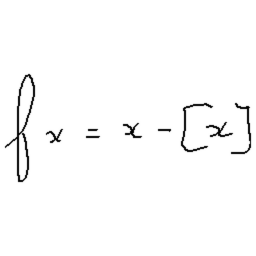 f x = x - [x]